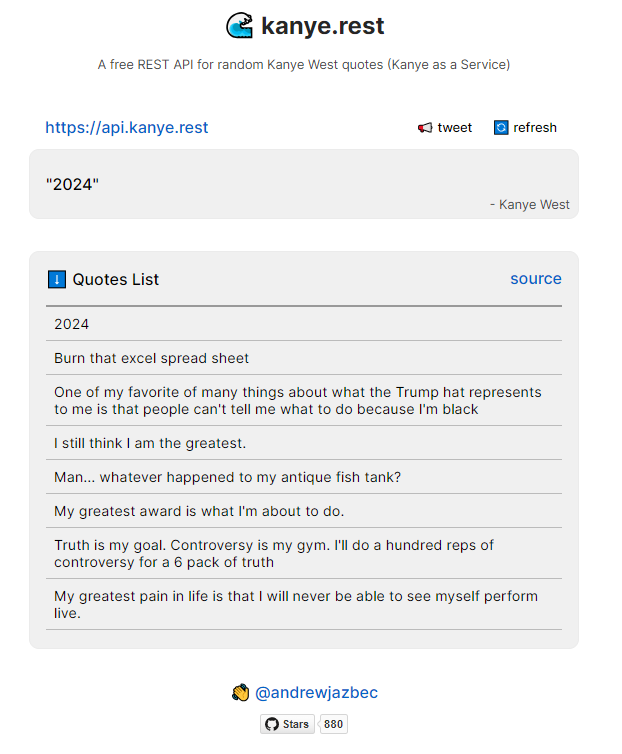 kanye.rest
A free REST API for random Kanye West quotes (Kanye as a Service)
https://api.kanye.rest
tweet
refresh
"2024"
- Kanye West
Quotes List
source
2024
Burn that excel spread sheet
One of my favorite of many things about what the Trump hat represents
to me is that people can't tell me what to do because I'm black
I still think I am the greatest.
Man... whatever happened to my antique fish tank?
My greatest award is what I'm about to do.
Truth is my goal. Controversy is my gym. I'll do a hundred reps of
controversy for a 6 pack of truth
My greatest pain in life is that I will never be able to see myself perform
live.
@andrewjazbec
Stars
880